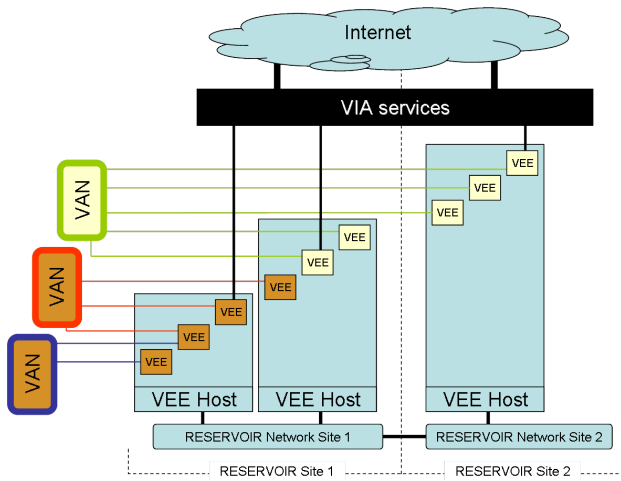 Internet
VIA services
VEE
VEE
VEE
VAN
VEE
VEE
VEE
VAN
VEE
VEE
VEE
VAN
VEE Host
VEE Host
VEE Host
RESERVOIR Network Site 1
RESERVOIR Network Site 2
RESERVOIR Site 1
RESERVOIR Site 2